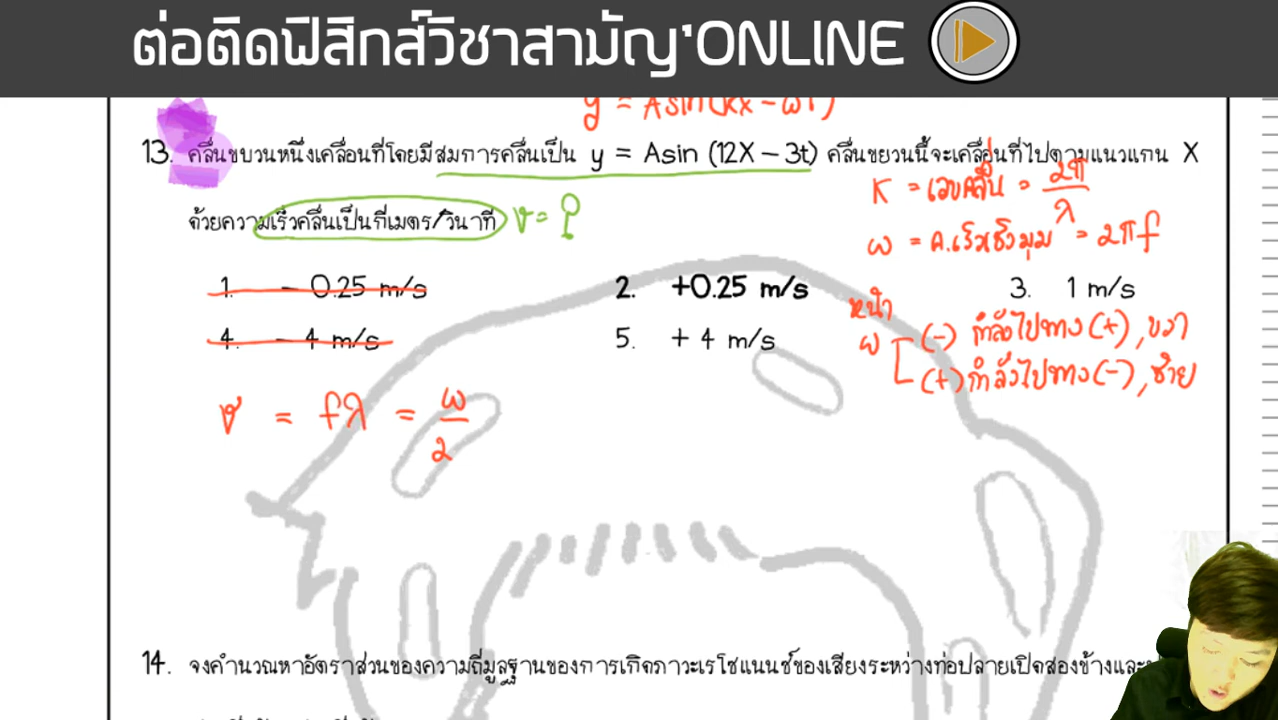 ต่อติดฟิสิกส์วิชาสามัญ'ONLINE
y = Asin(kx - ωt)
13. คลื่นขบวนหนึ่งเคลื่อนที่โดยมีสมการคลื่นเป็น y = Asin (12X – 3t) คลื่นขบวนนี้จะเคลื่อนที่ไปตามแนวแกน X
K = เลขคลื่น = 2π/λ
ด้วยความเร็วคลื่นเป็นกี่เมตร/วินาที v = ?
ω = ค.เร็วเชิงมุม = 2πf
1. – 0.25 m/s 2. +0.25 m/s 3. 1 m/s
4. – 4 m/s 5. + 4 m/s
หน้า ω (-) กำลังไปทาง (+), ขวา
(+) กำลังไปทาง (-), ซ้าย
v = fλ = ω/2
14. จงคำนวณหาอัตราส่วนของความถี่มูลฐานของการเกิดภาวะเรโซแนนซ์ของเสียงระหว่างท่อปลายเปิดสองข้างและ